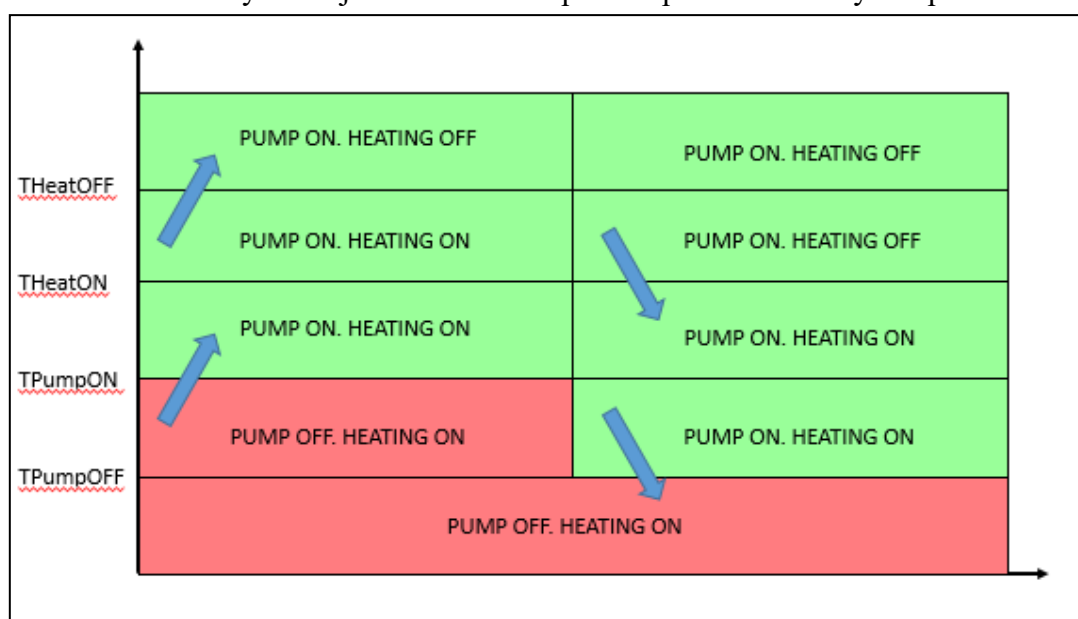 PUMP ON. HEATING OFF
PUMP ON. HEATING OFF
THeatOFF
PUMP ON. HEATING ON
PUMP ON. HEATING OFF
THeatON
PUMP ON. HEATING ON
PUMP ON. HEATING ON
TPumpON
PUMP OFF. HEATING ON
PUMP ON. HEATING ON
TPumpOFF
PUMP OFF. HEATING ON